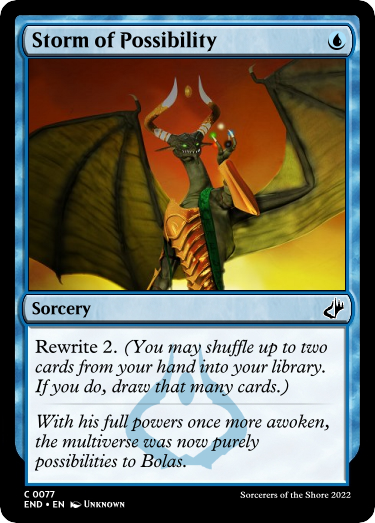 Storm of Possibility
Sorcery
Rewrite 2. (You may shuffle up to two
cards from your hand into your library.
If you do, draw that many cards.)
With his full powers once more awoken,
the multiverse was now purely
possibilities to Bolas.
C 0077
END • EN Unknown
Sorcerers of the Shore 2022